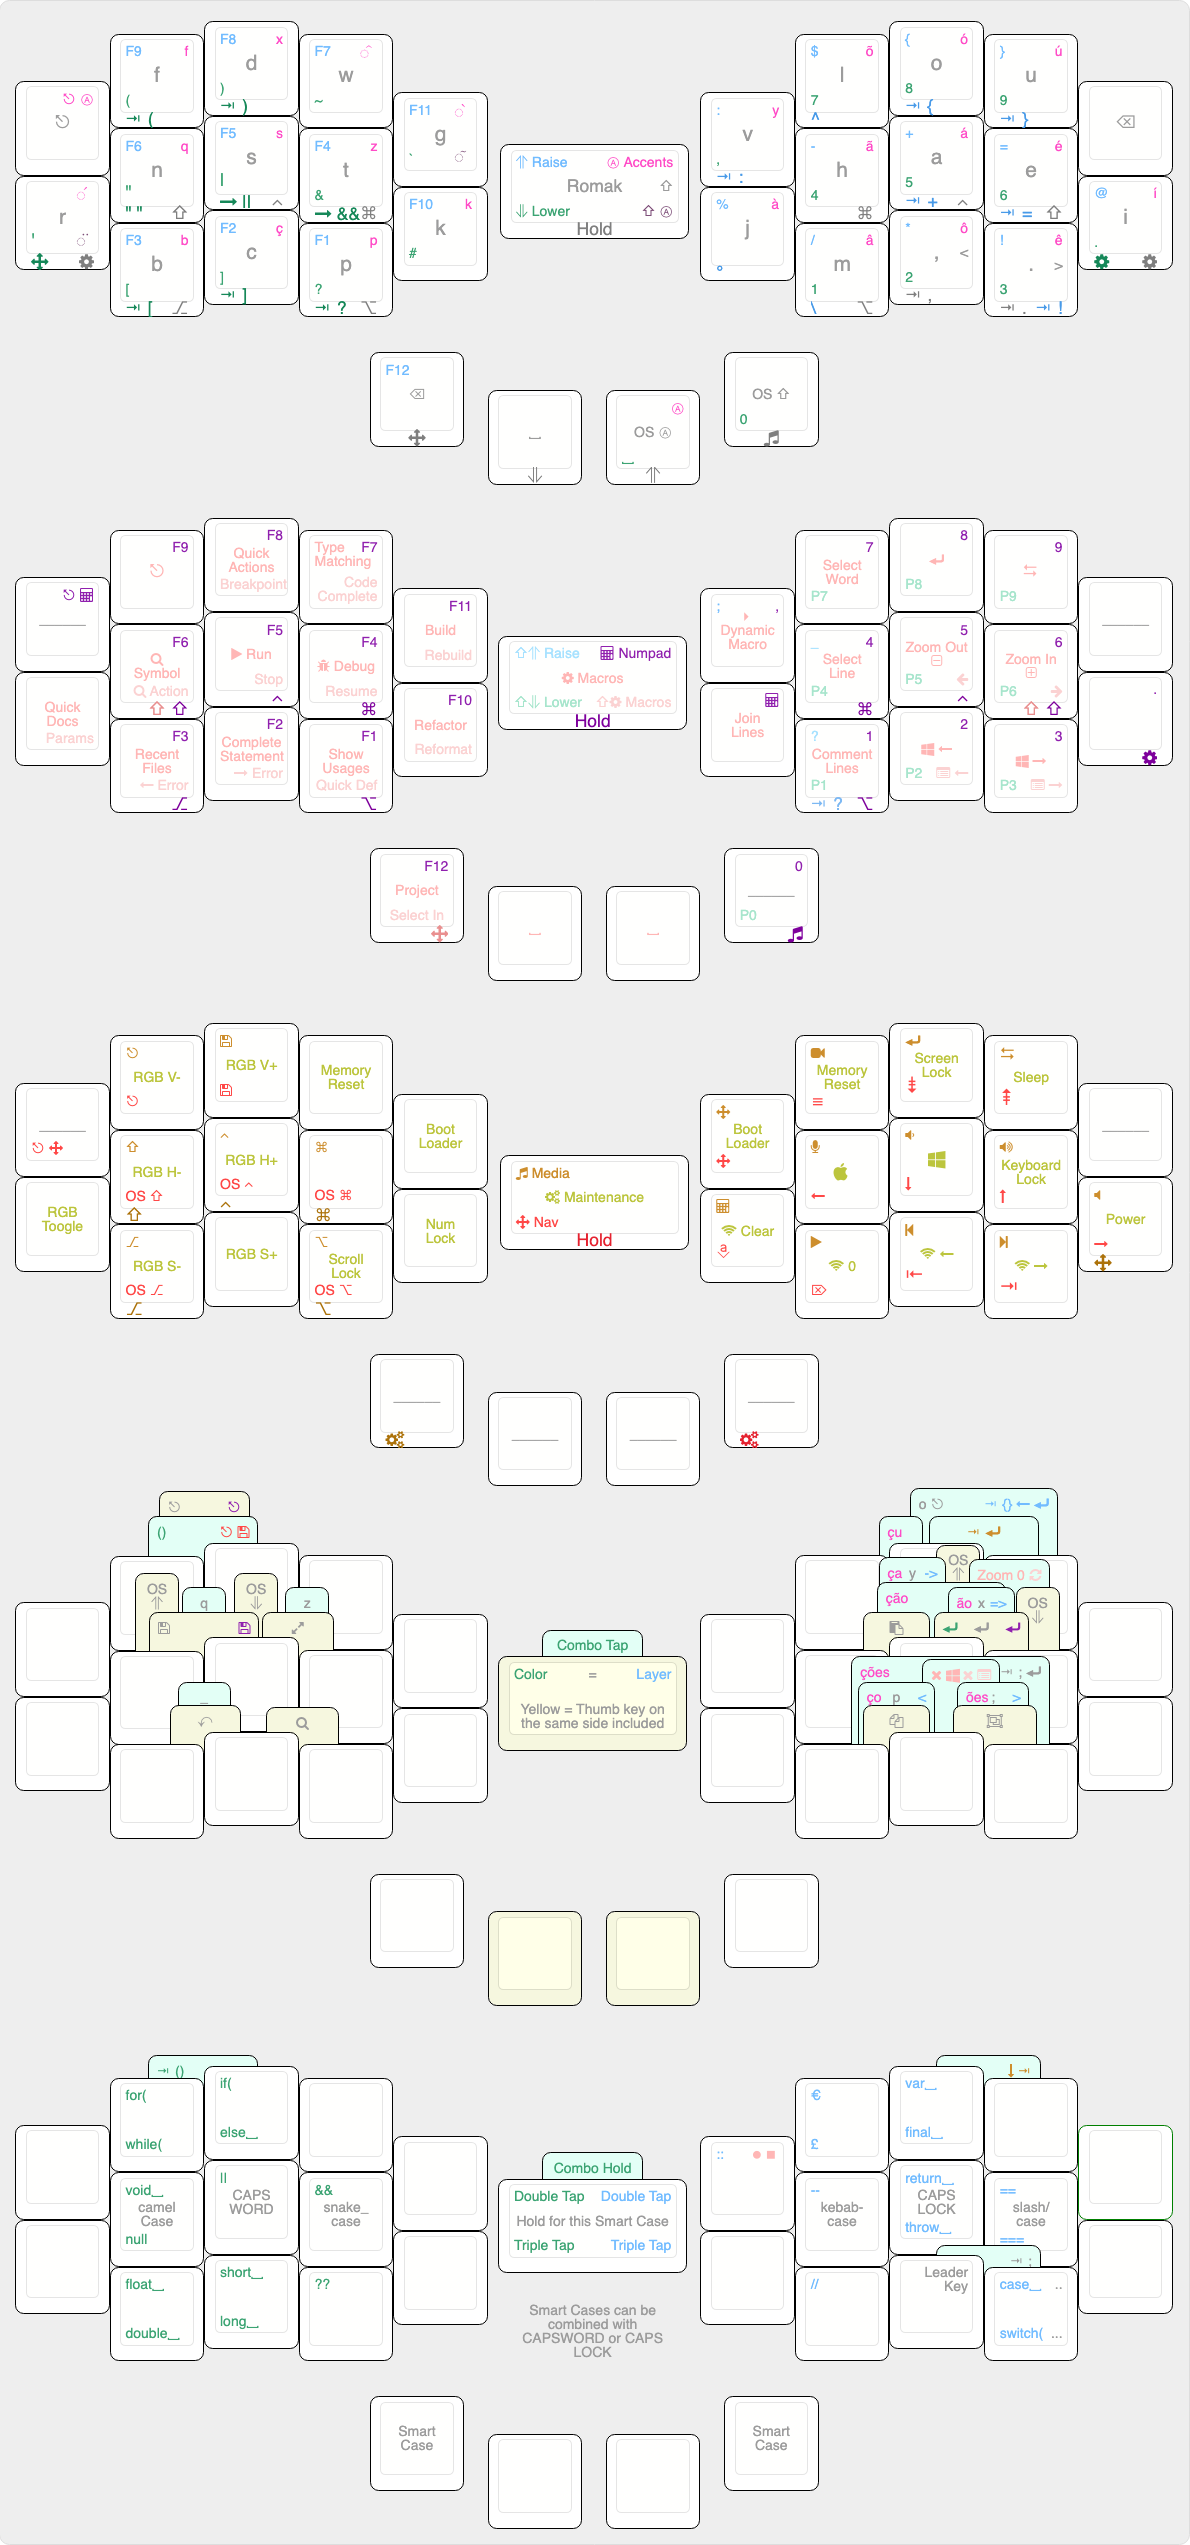 F9 f
f
(
⇥ (
F8 x
d
)
⇥ )
F7 ◌̂
w
~
Ⓐ
F11 ◌̀
g
` ◌̃
$ õ
l
7
^
{ ó
o
8
⇥ {
} ú
u
9
⇥ }
: y
v
,
⇥ :
F6 q
n
"
" " ⇧
F5 s
s
|
→ || ^
F4 z
t
&
→ && ⌘
⇑ Raise Ⓐ Accents
Romak ⇧
⇓ Lower ⇧ Ⓐ
Hold
- ã
h
4
⌘
+ á
a
5
⇥ + ^
= é
e
6
⇥ = ⇧
◌́
r
' ◌̈
F10 k
k
#
% à
j
°
@ í
i
.
F3 b
b
[
⇥ [ ⌥
F2 ç
c
]
⇥ ]
F1 p
p
?
⇥ ? ⌥
/ â
m
1
\ ⌥
* ô
, <
2
⇥ ,
! ê
. >
3
⇥ . ⇥ !
F12
⌫
⎵
Ⓐ
OS Ⓐ
⎵
OS ⇧
0
F9
F8
Quick
Actions
Breakpoint
Type F7
Matching
Code
Complete
F11
Build
Rebuild
7
Select
Word
P7
8
P8
9
P9
; ,
Dynamic
Macro
F6
Symbol
Action
F5
Run
Stop
F4
Debug
Resume
⌘
⇧⇑ Raise Numpad
Macros
⇧⇓ Lower ⇧ Macros
Hold
_ 4
Select
Line
P4
⌘
5
Zoom Out
P5 ←
^
6
Zoom In
P6 →
.
Quick
Docs
Params
F10
Refactor
Reformat
Join
Lines
F3
Recent
Files
← Error
F2
Complete
Statement
→ Error
F1
Show
Usages
Quick Def
? 1
Comment
Lines
P1
⇥ ? ⌥
2
P2
3
P3
F12
Project
Select In
0
P0
RGB V-
RGB V+
Memory
Reset
Boot
Loader
Memory
Reset
Screen
Lock
Sleep
Boot
Loader
RGB H-
OS ⇧
RGB H+
OS ^
⌘
OS ⌘
⌘
Media
Maintenance
Nav
Hold
Keyboard
Lock
RGB
Toogle
Num
Lock
Clear
a
Power
RGB S-
OS ⌥
RGB S+
Scroll
Lock
OS ⌥
0
o ⇥ {} ← ↵
()
çu
OS
OS
q
z
ça y ->
OS
Zoom 0
ção
ão x =>
OS
Combo Tap
Color = Layer
Yellow = Thumb key on
the same side included
_
ções
⇥ ; ↵
ço p <
ões ; >
⇥ ()
for(
while(
if(
else⎵
€
£
var⎵
final⎵
::
void⎵
camel
Case
null
||
CAPS
WORD
&&
snake_
case
Combo Hold
Double Tap Double Tap
Hold for this Smart Case
Triple Tap Triple Tap
--
kebab-
case
return⎵
CAPS
LOCK
throw⎵
==
slash/
case
===
⇥ ;
float⎵
double⎵
short⎵
long⎵
??
//
Leader
Key
case⎵ ..
switch( ...
Smart Cases can be
combined with
CAPSWORD or CAPS
LOCK
Smart
Case
Smart
Case